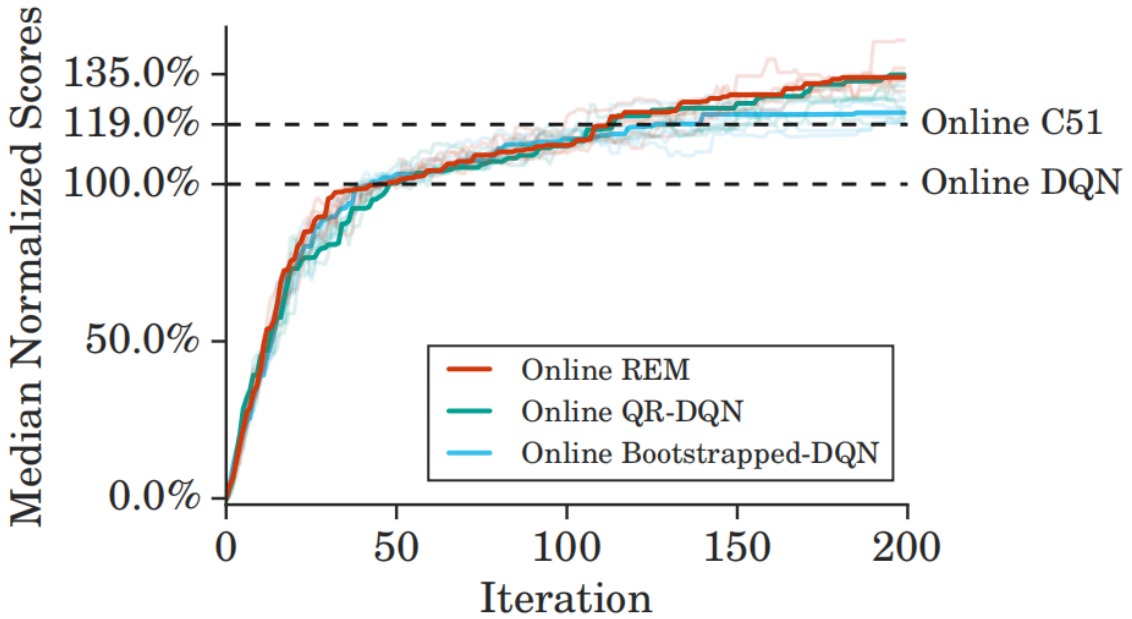 Median Normalized Scores
135.0%
119.0%
100.0%
50.0%
0.0%
Online C51
Online DQN
Online REM
Online QR-DQN
Online Bootstrapped-DQN
0 50 100 150 200
Iteration